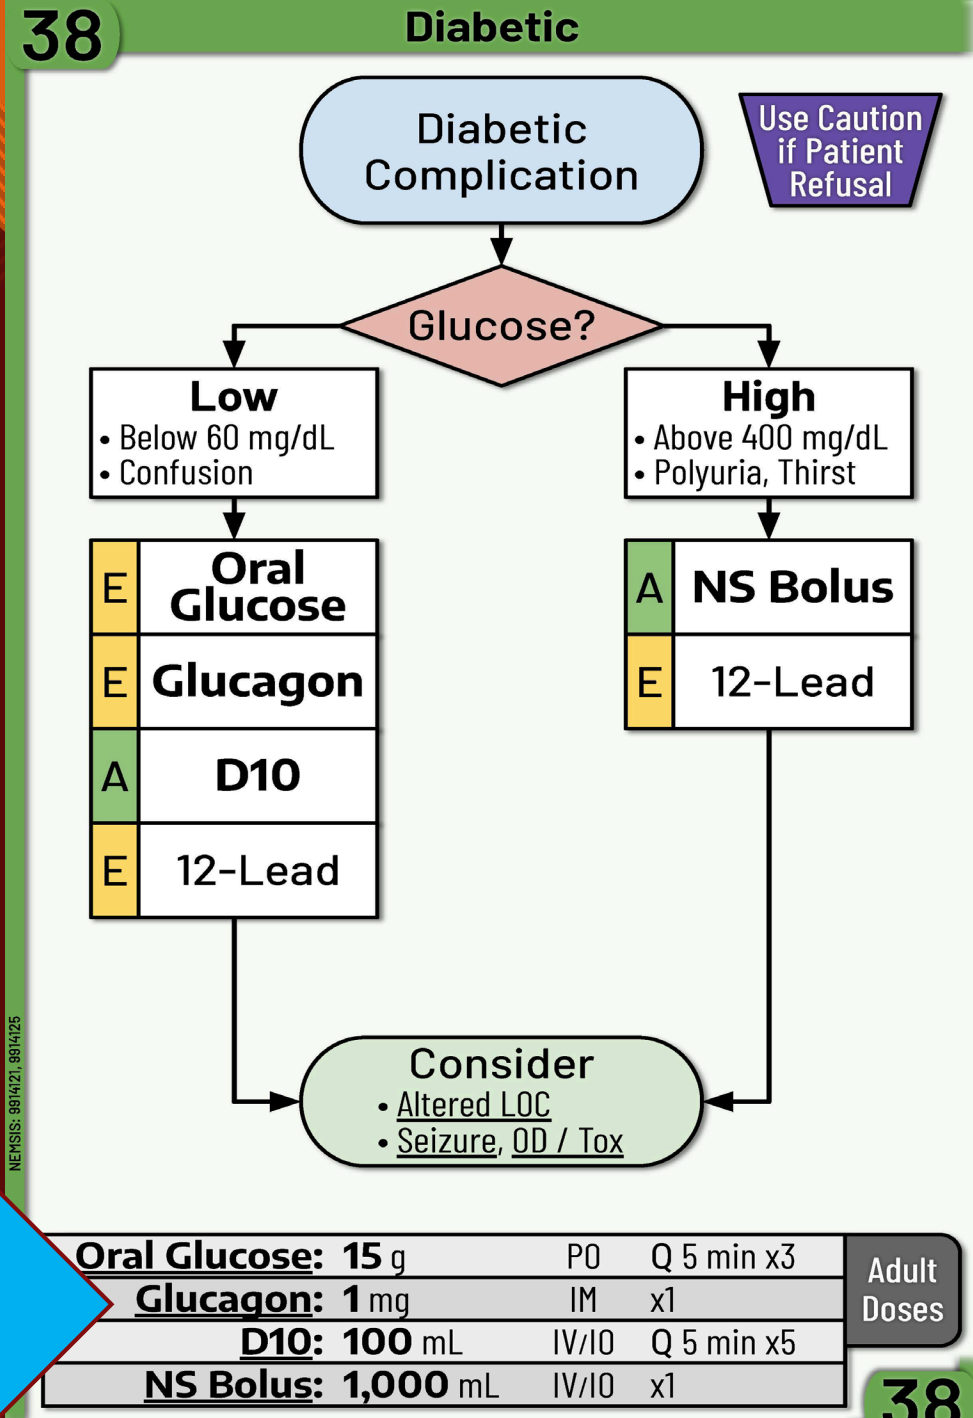 38
Diabetic
Diabetic
Complication
Use Caution
if Patient
Refusal
Glucose?
Low
• Below 60 mg/dL
• Confusion
High
• Above 400 mg/dL
• Polyuria, Thirst
E Oral
Glucose
E Glucagon
A D10
E 12-Lead
A NS Bolus
E 12-Lead
Consider
• Altered LOC
• Seizure, OD / Tox
NEMSIS: 9914121, 9914125
Oral Glucose: 15 g PO Q 5 min x3
Glucagon: 1 mg IM x1
D10: 100 mL IV/IO Q 5 min x5
NS Bolus: 1,000 mL IV/IO x1
Adult
Doses
38